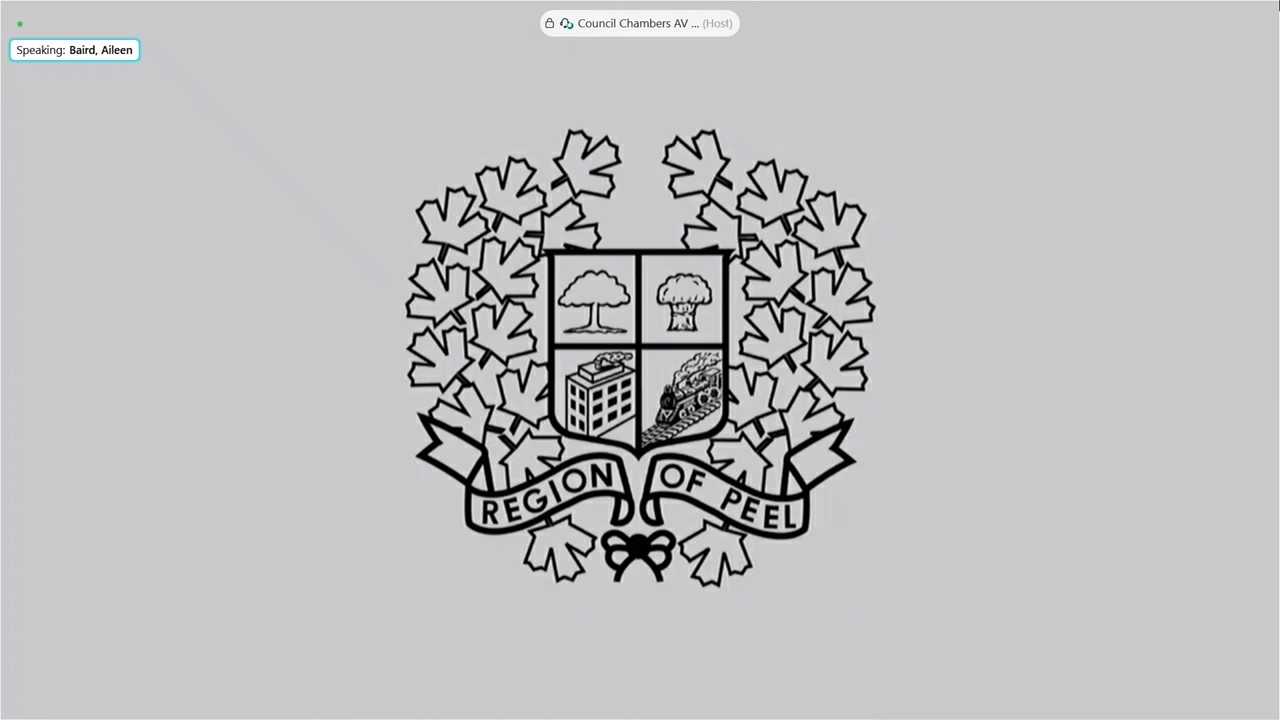 Council Chambers AV ... (Host)
Speaking: Baird, Aileen
REGION OF PEEL